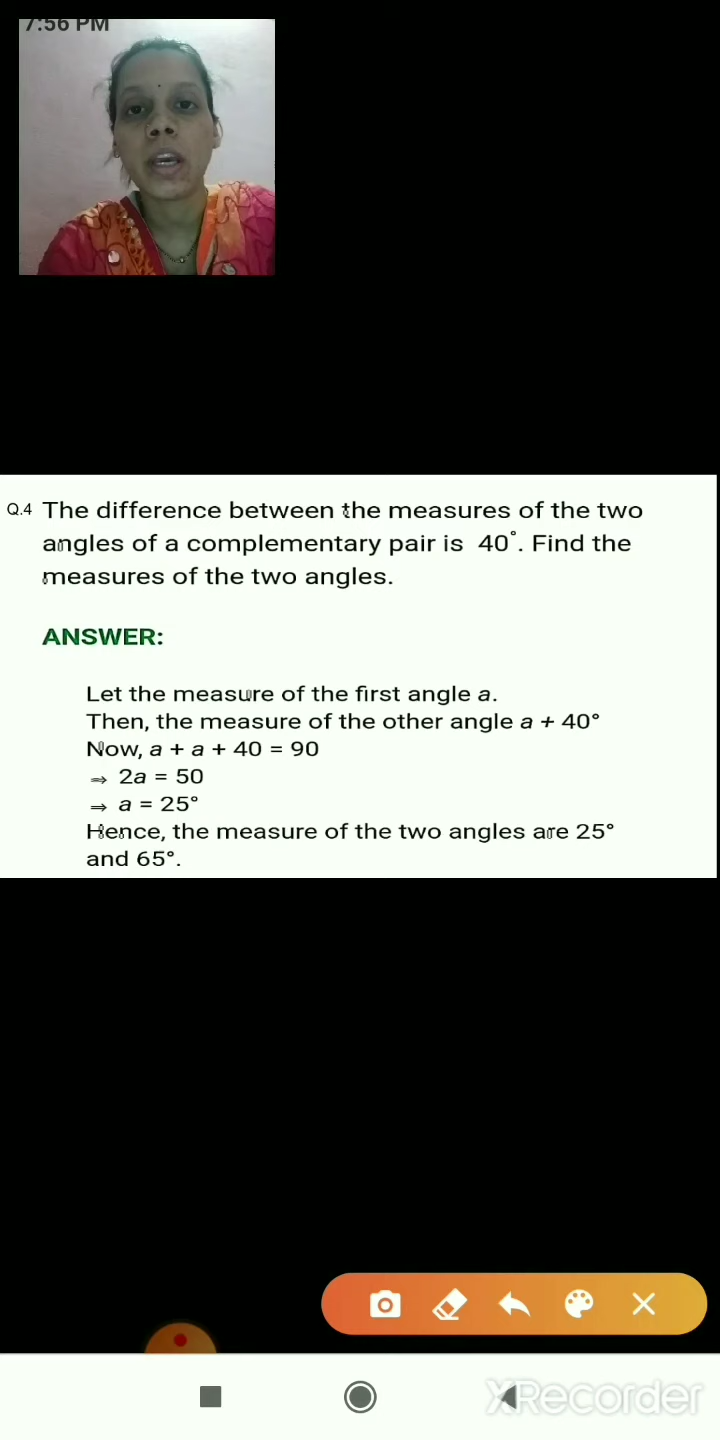 7:56 PM
Q.4 The difference between the measures of the two
angles of a complementary pair is 40°. Find the
measures of the two angles.
ANSWER:
Let the measure of the first angle a.
Then, the measure of the other angle a + 40°
Now, a + a + 40 = 90
⇒ 2a = 50
⇒ a = 25°
Hence, the measure of the two angles are 25°
and 65°.
XRecorder